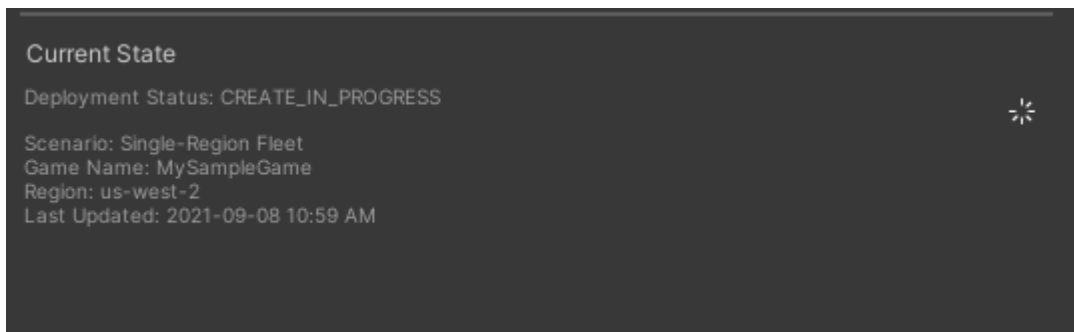 Current State
Deployment Status: CREATE_IN_PROGRESS
Scenario: Single-Region Fleet
Game Name: MySampleGame
Region: us-west-2
Last Updated: 2021-09-08 10:59 AM